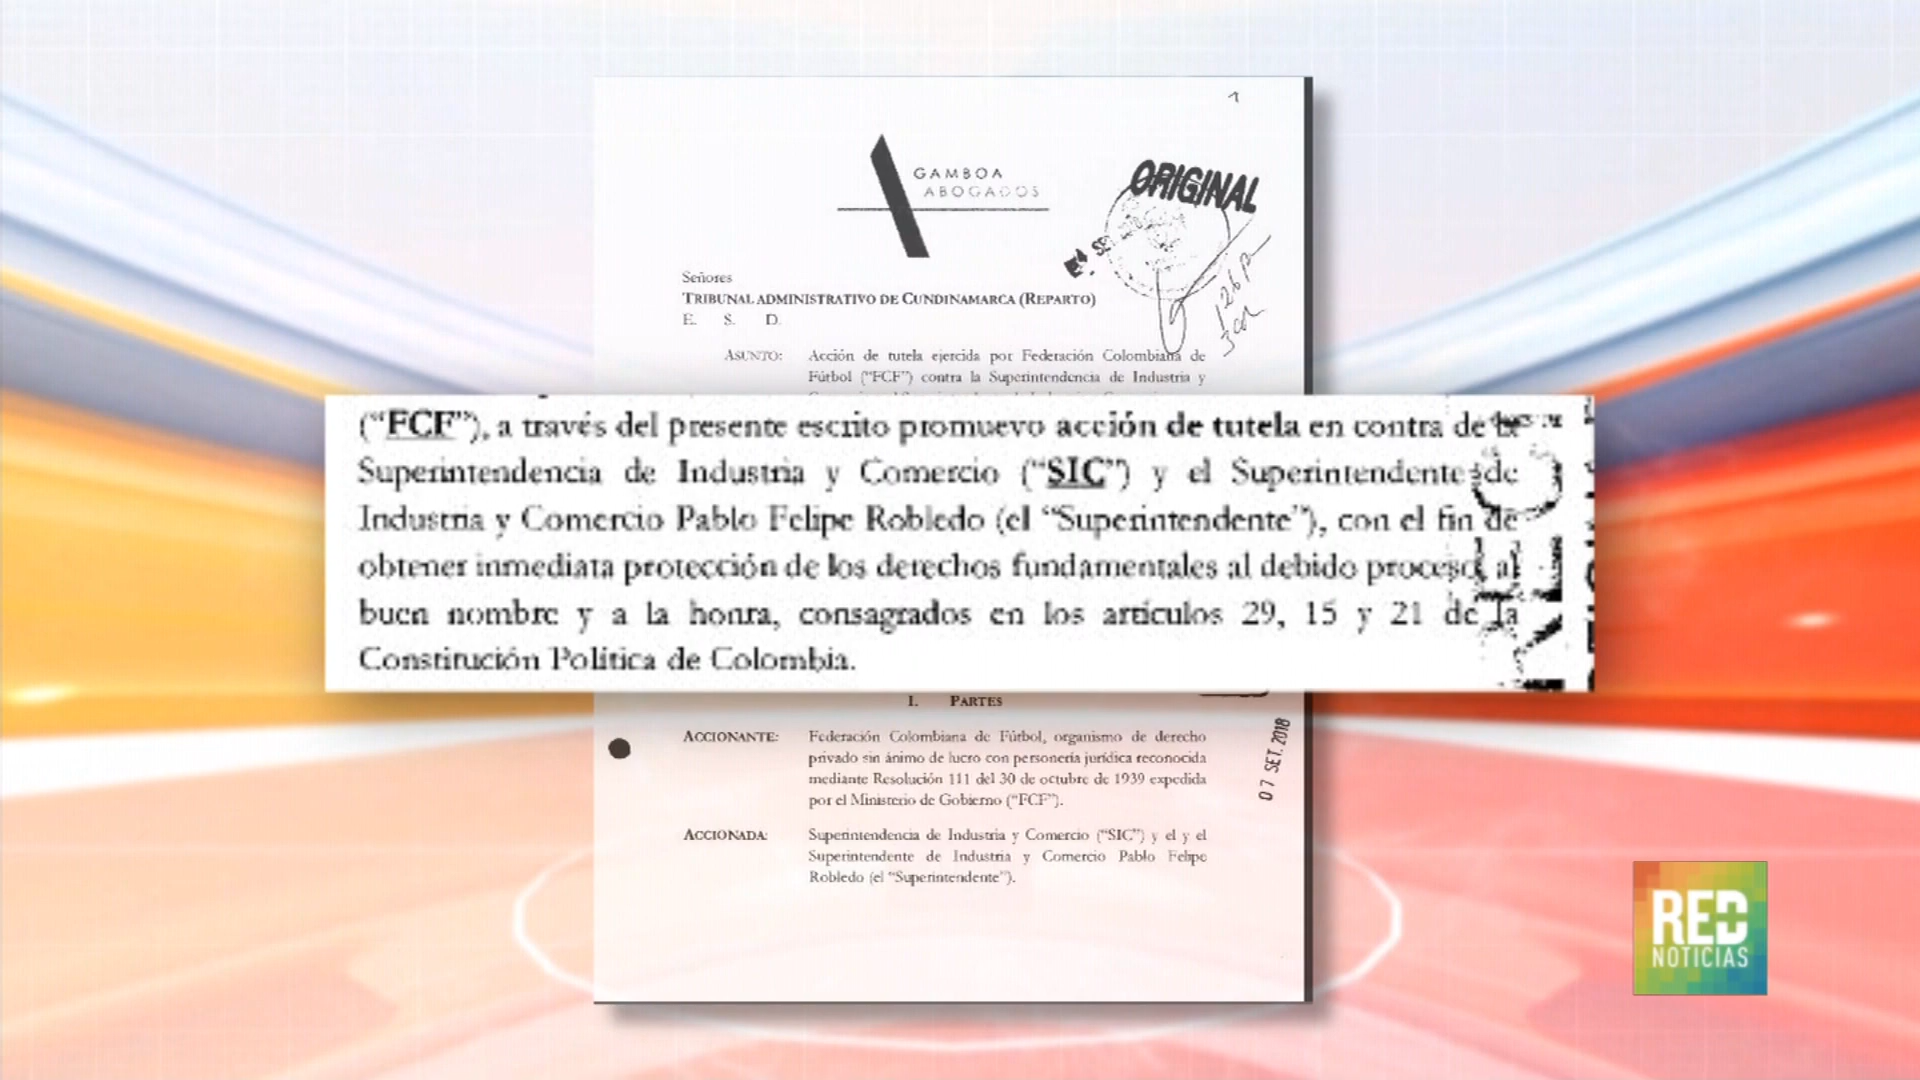 GAMBOA
ABOGADOS
ORIGINAL
Señores
TRIBUNAL ADMINISTRATIVO DE CUNDINAMARCA (REPARTO)
E. S. D.
ASUNTO: Acción de tutela ejercida por Federación Colombiana de
Fútbol ("FCF") contra la Superintendencia de Industria y
("FCF"), a través del presente escrito promuevo acción de tutela en contra de la
Superintendencia de Industria y Comercio ("SIC") y el Superintendente de
Industria y Comercio Pablo Felipe Robledo (el "Superintendente"), con el fin de
obtener inmediata protección de los derechos fundamentales al debido proceso, al
buen nombre y a la honra, consagrados en los artículos 29, 15 y 21 de la
Constitución Política de Colombia.
I. PARTES
ACCIONANTE: Federación Colombiana de Fútbol, organismo de derecho
privado sin ánimo de lucro con personería jurídica reconocida
mediante Resolución 111 del 30 de octubre de 1939 expedida
por el Ministerio de Gobierno ("FCF").
07 SET. 2018
ACCIONADA: Superintendencia de Industria y Comercio ("SIC") y el y el
Superintendente de Industria y Comercio Pablo Felipe
Robledo (el "Superintendente").
RED
NOTICIAS